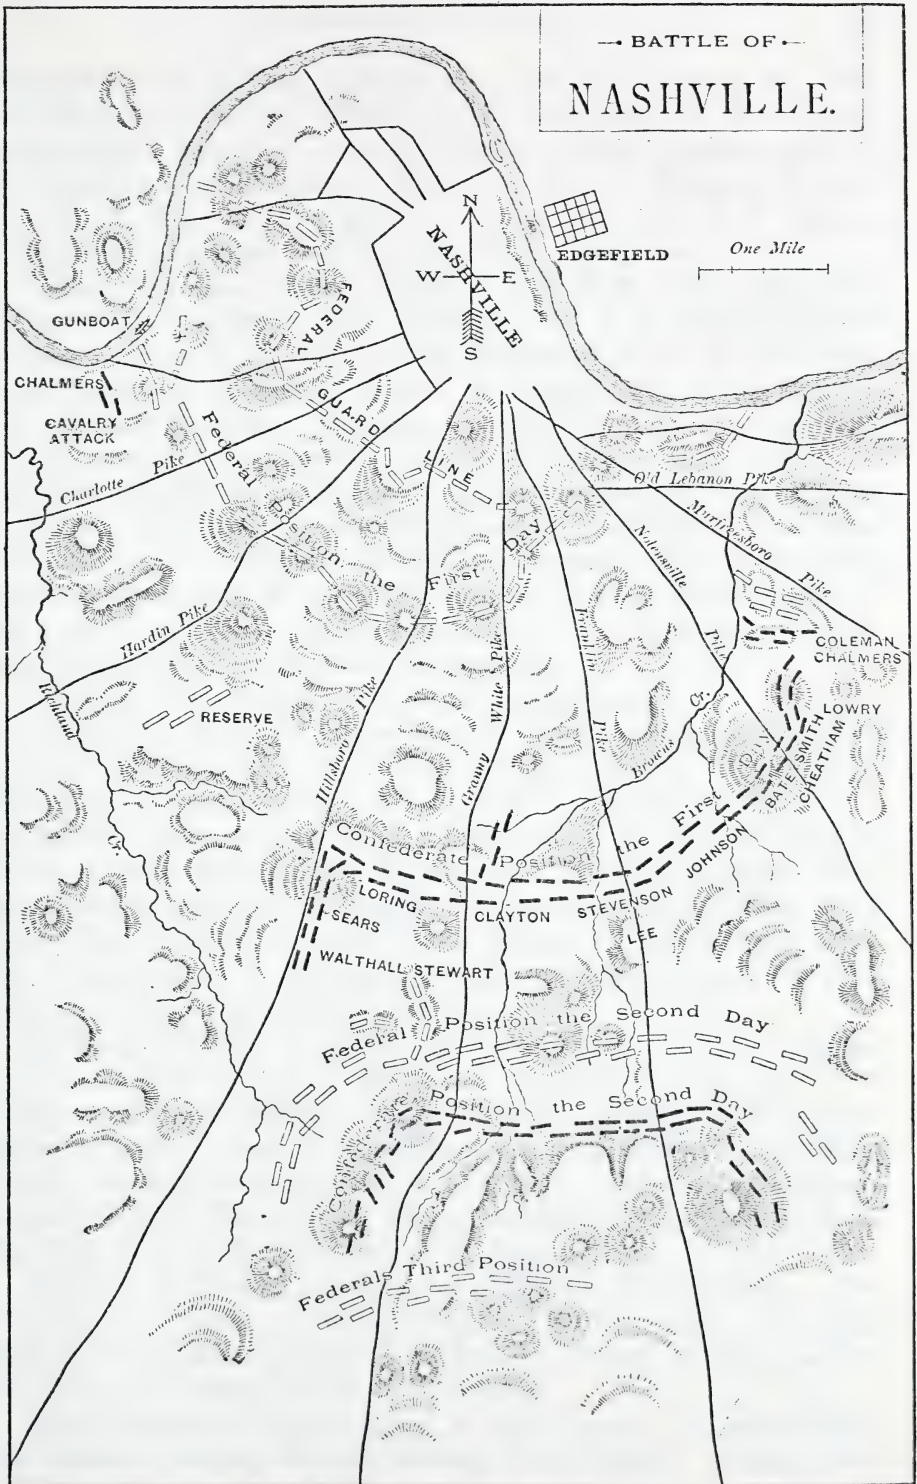 BATTLE OF
NASHVILLE.
N
W E
S
NASHVILLE
EDGEFIELD
One Mile
GUNBOAT
FEDERAL
GUARD
LINE
CHALMERS
CAVALRY
ATTACK
Charlotte Pike
Federal Position the First Day
Old Lebanon Pike
Murfreesboro Pike
Nolensville Pike
Hardin Pike
Franklin Pike
COLEMAN
CHALMERS
RESERVE
LOWRY
Richland Cr.
Hillsboro Pike
Granny White Pike
Browns Cr.
SMITH
BATE
CHEATHAM
Confederate Position the First Day
LORING
CLAYTON
STEVENSON
JOHNSON
SEARS
LEE
WALTHALL STEWART
Federal Position the Second Day
Confederate Position the Second Day
Federals Third Position